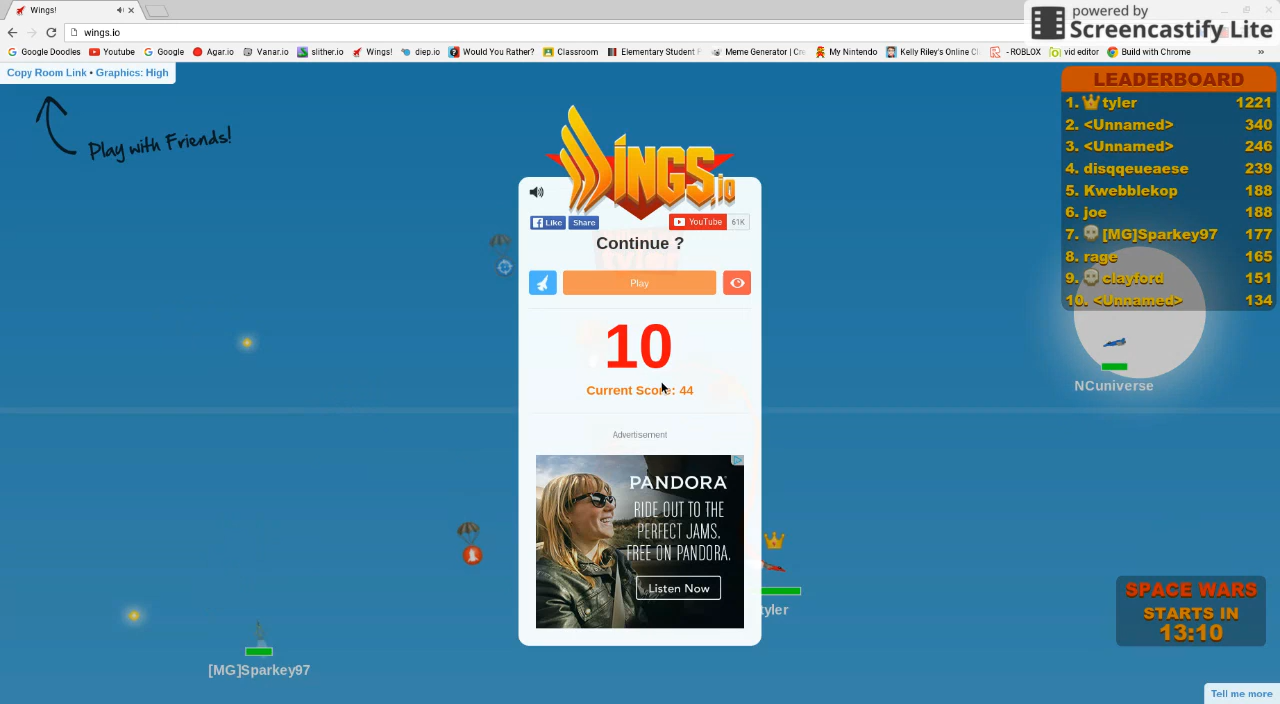 Wings!
powered by
Screencastify Lite
wings.io
Google Doodles
Youtube
Google
Agar.io
Vanar.io
slither.io
Wings!
diep.io
Would You Rather?
Classroom
Elementary Student
Meme Generator | Cre
My Nintendo
Kelly Riley's Online Cl
- ROBLOX
vid editor
Build with Chrome
»
Copy Room Link • Graphics: High
Play with Friends!
WINGS.io
Like
Share
YouTube
61K
Continue ?
Play
10
Current Score: 44
Advertisement
PANDORA
RIDE OUT TO THE
PERFECT JAMS.
FREE ON PANDORA.
Listen Now
LEADERBOARD
1. tyler 1221
2. <Unnamed> 340
3. <Unnamed> 246
4. disqqeueaese 239
5. Kwebblekop 188
6. joe 188
7. [MG]Sparkey97 177
8. rage 165
9. clayford 151
10. <Unnamed> 134
NCuniverse
tyler
[MG]Sparkey97
SPACE WARS
STARTS IN
13:10
Tell me more